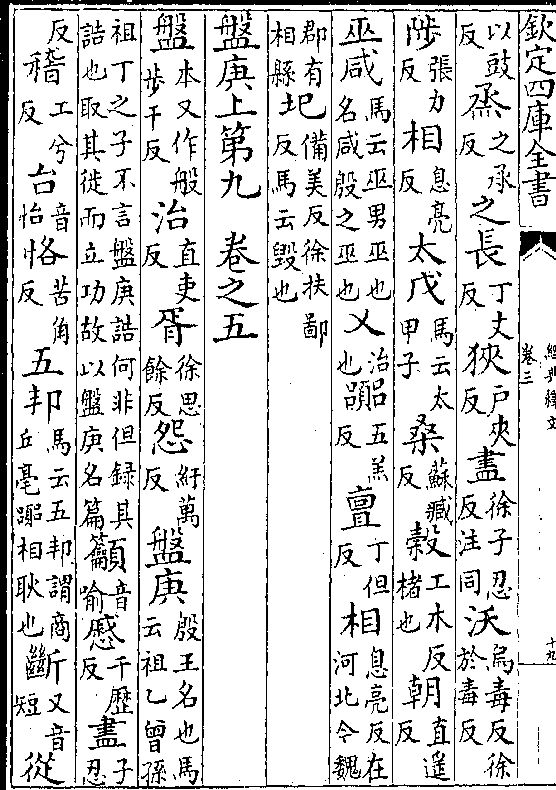 欽定四庫全書 經典釋文 卷三 十九
以豉反烝之承反之長丁丈反狹戶夾反盡徐子忍反注同沃烏毒反徐於毒反
陟張力反相息亮反太戊馬云太甲子桑蘇臧反榖工木反楮也朝直遥反
巫咸馬云巫男巫也名咸殷之巫也乂治也囂五羔反亶丁但反相息亮反在河北今魏
郡有相縣圯備美反徐扶鄙反馬云毁也
盤庚上第九 卷之五
盤本又作般步干反治直吏反胥徐思餘反怨紆萬反盤庚殷王名也馬云祖乙曾孫
祖丁之子不言盤庚誥何非但録其誥也取其徙而立功故以盤庚名篇籲音喻慼千歷反盡子忍
反稽工兮反台音怡恪苦角反五邦馬云五邦謂商丘亳囂相耿也斷又音短從